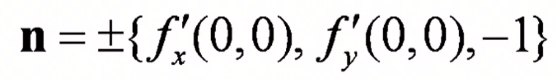 n = ±{f′ₓ(0,0), f′ᵧ(0,0),−1}